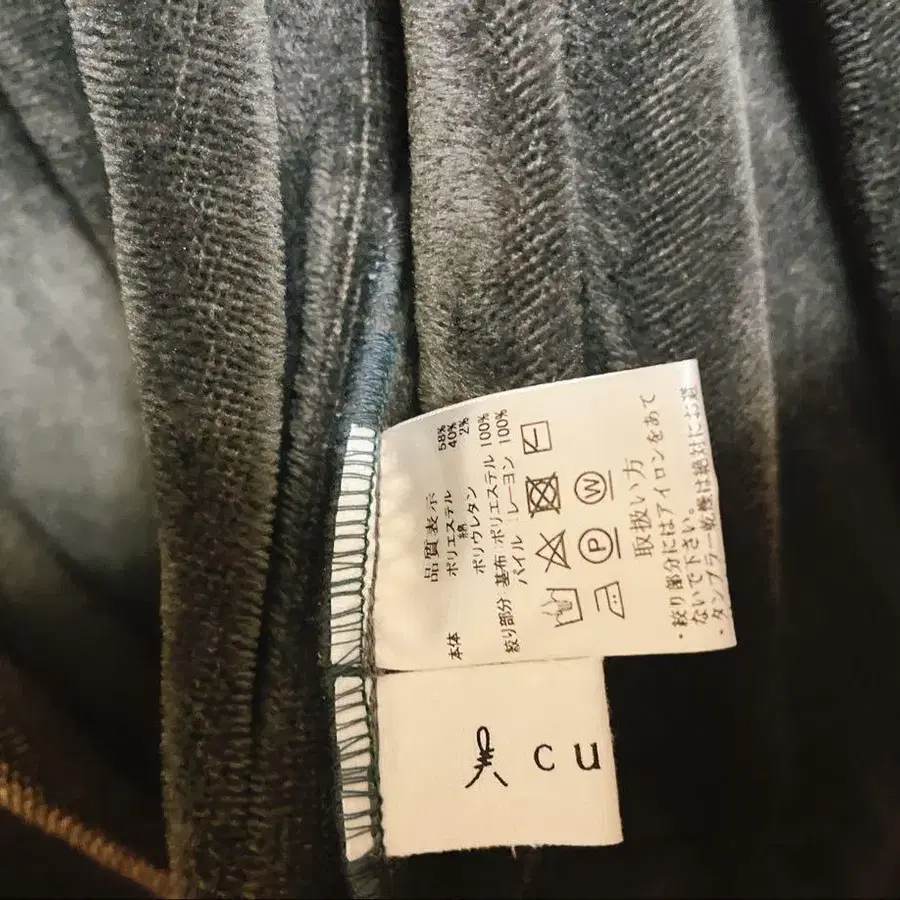 品質表示
本体 ポリエステル 58%
綿 40%
ポリウレタン 2%
絞り部分:基布:ポリエステル 100%
パイル:レーヨン 100%
W
P
取扱い方
・絞り部分にはアイロンをあて
ないで下さい。
・タンブラー乾燥は絶対にお避
cu